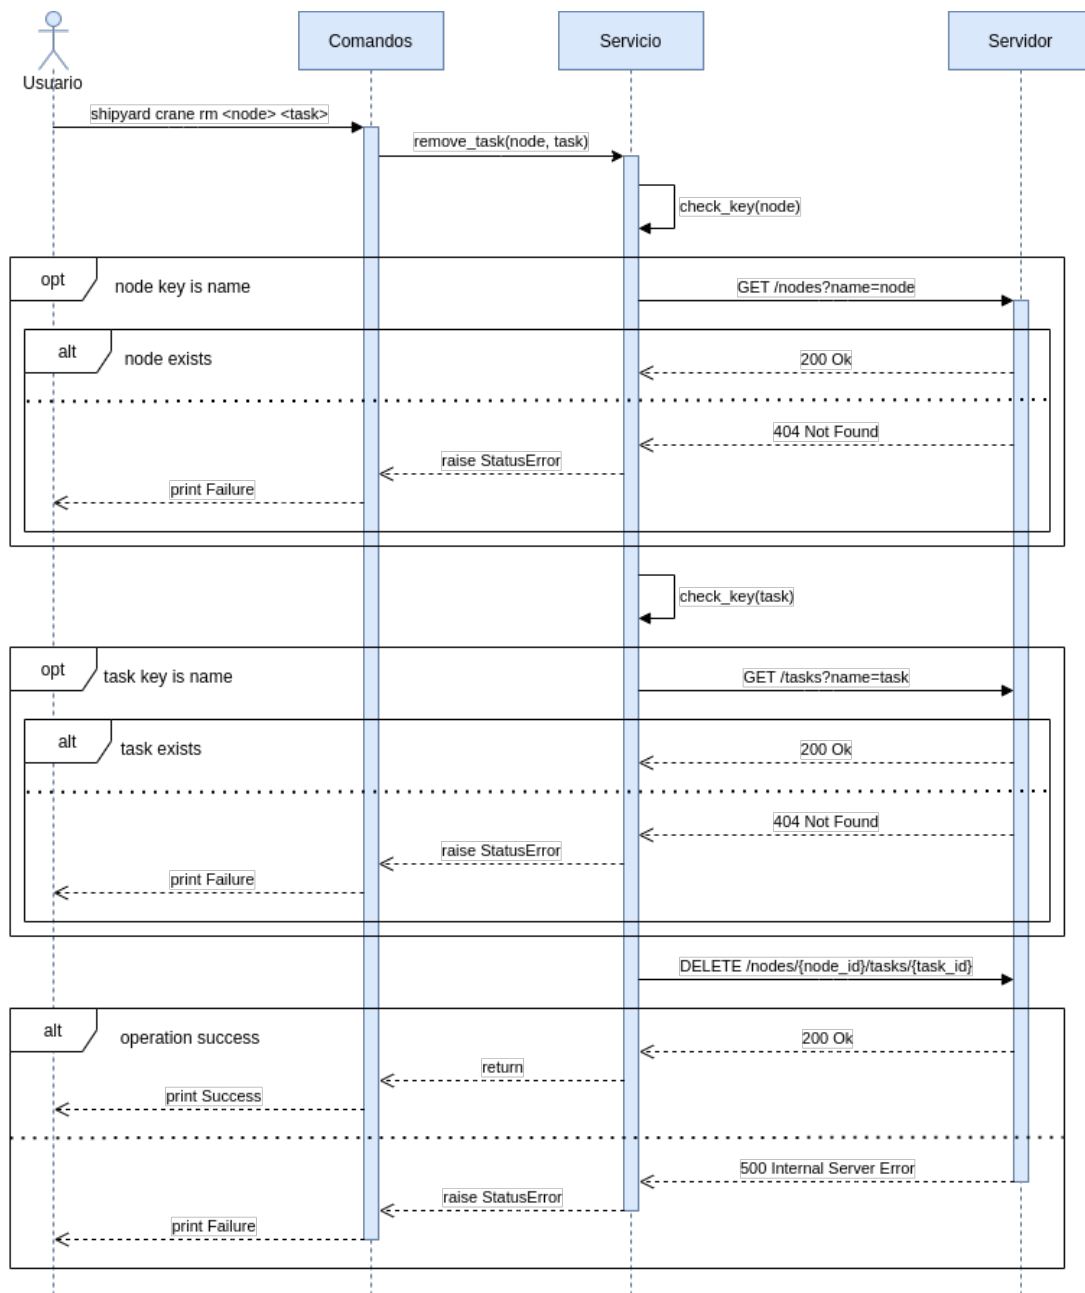 Usuario
Comandos
Servicio
Servidor
shipyard crane rm <node> <task>
remove_task(node, task)
check_key(node)
opt
node key is name
GET /nodes?name=node
alt
node exists
200 Ok
404 Not Found
raise StatusError
print Failure
check_key(task)
opt
task key is name
GET /tasks?name=task
alt
task exists
200 Ok
404 Not Found
raise StatusError
print Failure
DELETE /nodes/{node_id}/tasks/{task_id}
alt
operation success
200 Ok
return
print Success
500 Internal Server Error
raise StatusError
print Failure